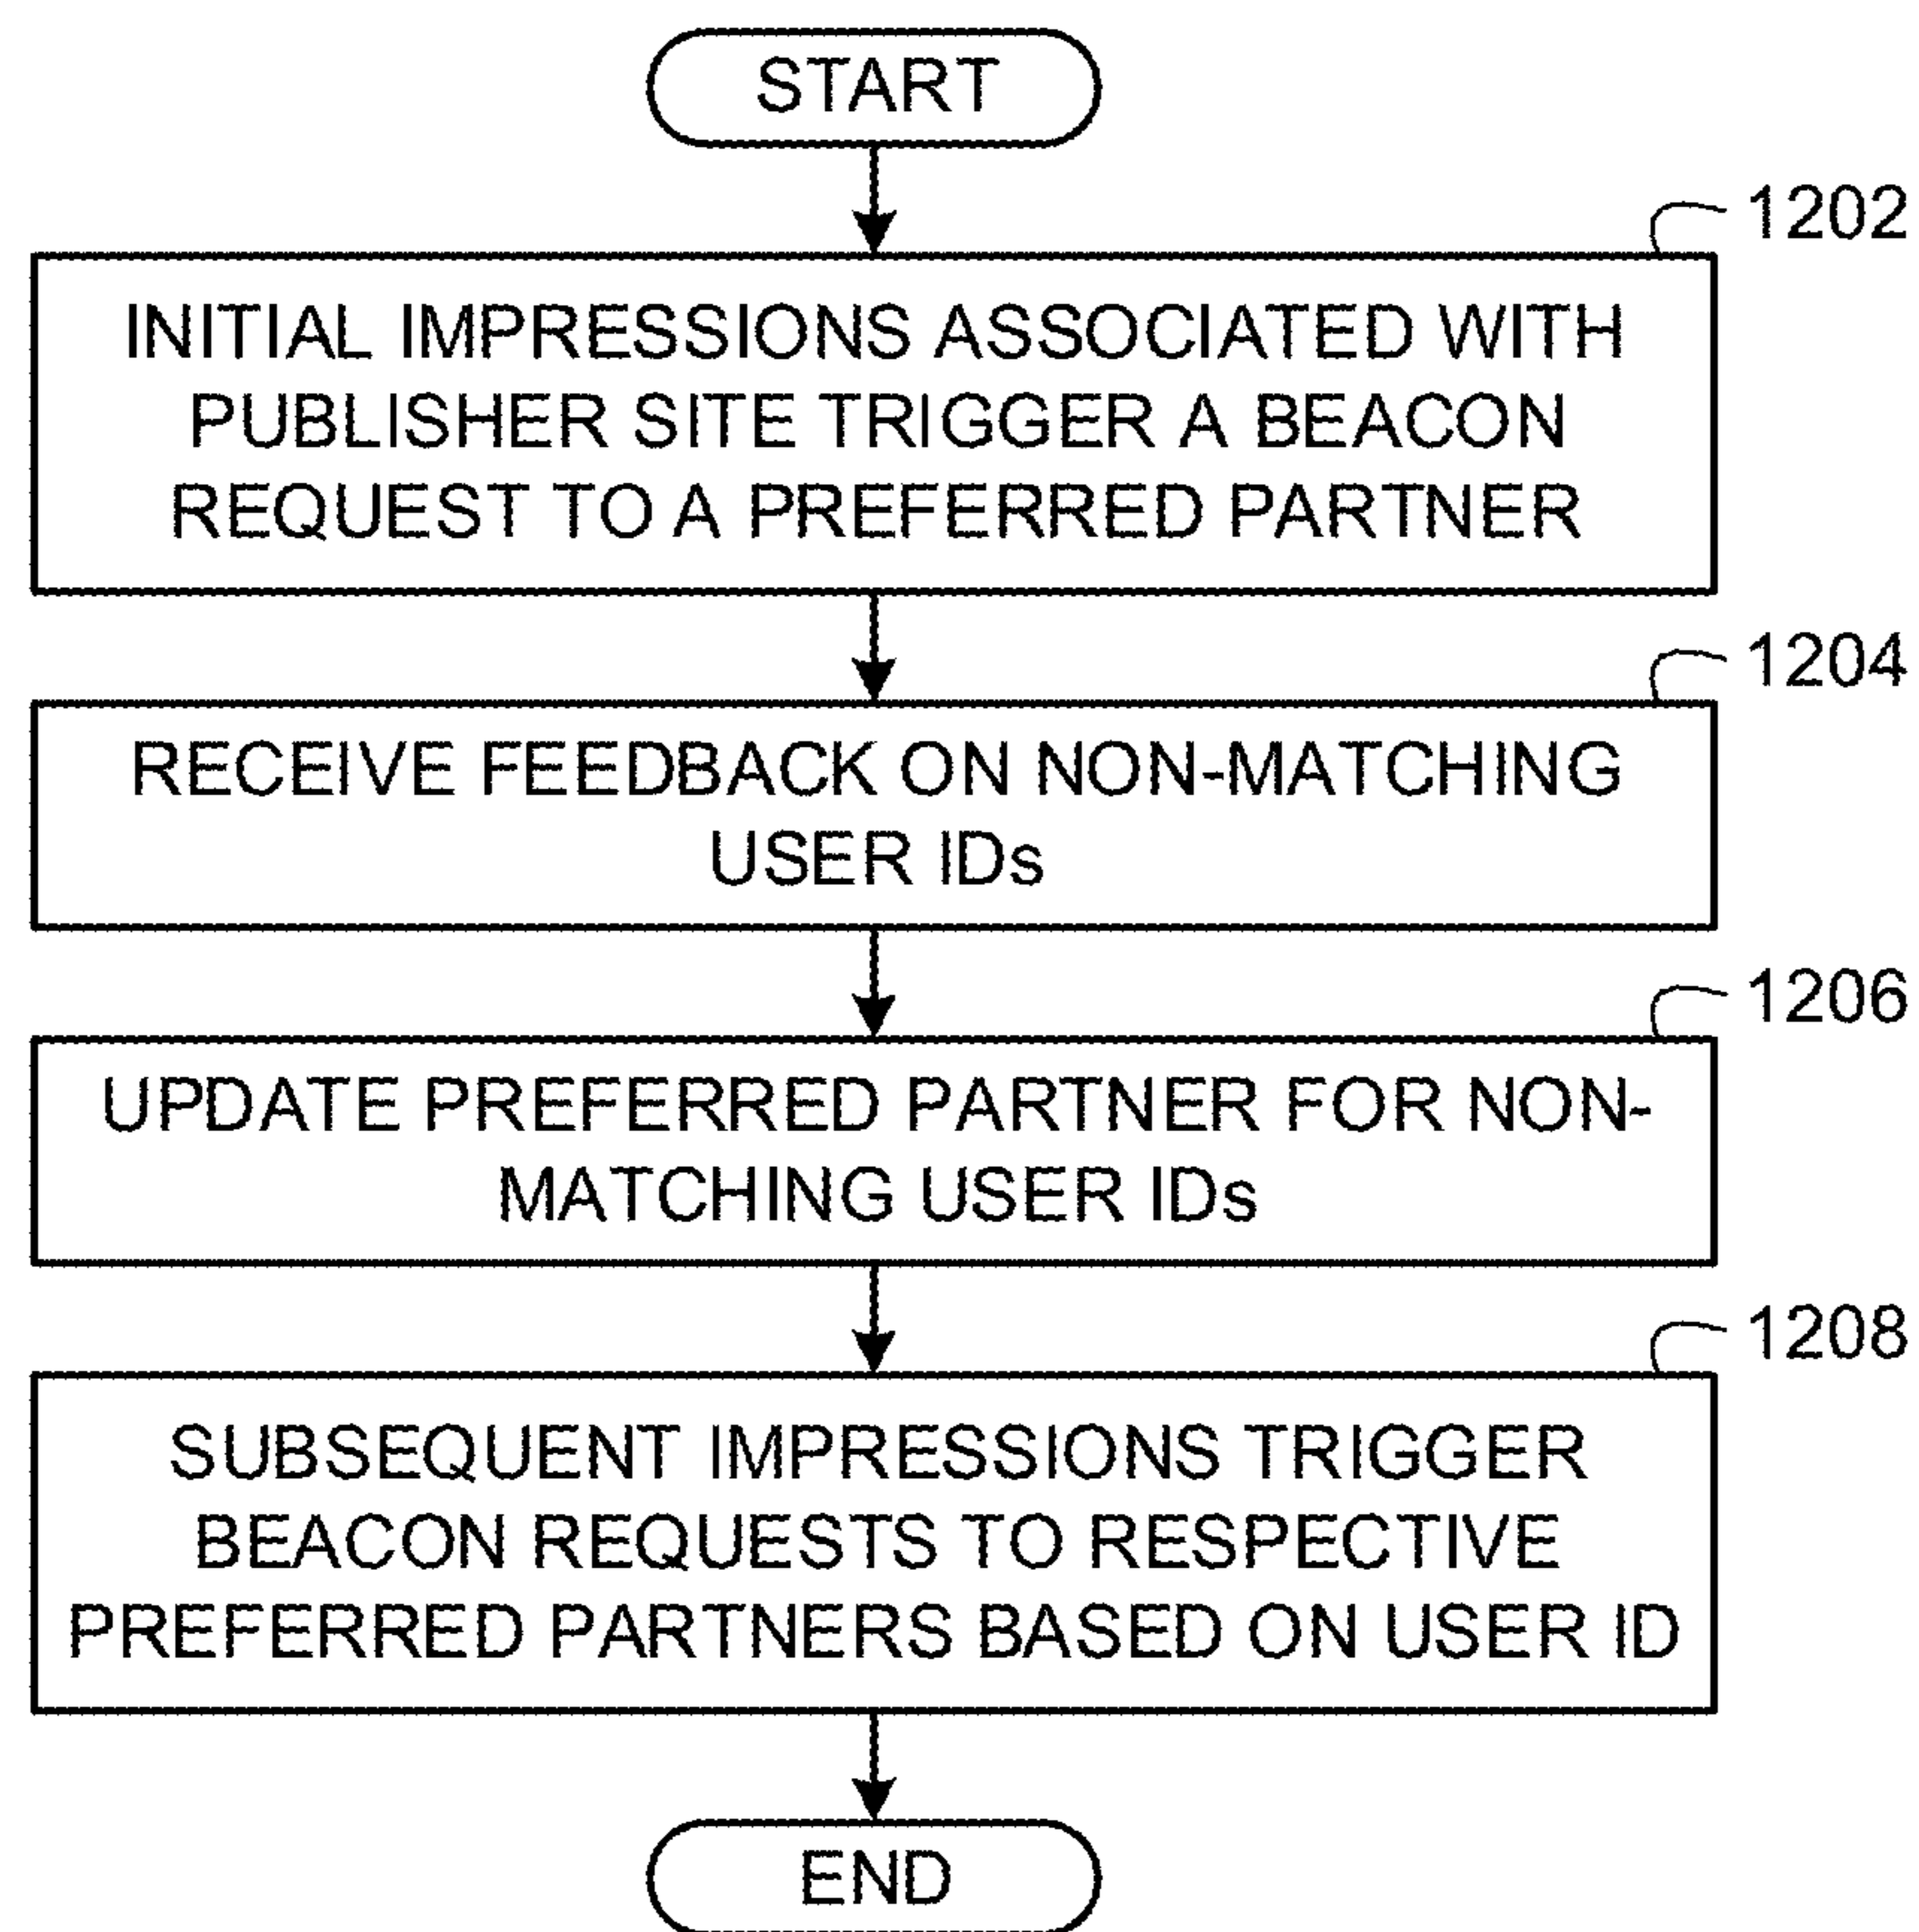 START
1202
INITIAL IMPRESSIONS ASSOCIATED WITH
PUBLISHER SITE TRIGGER A BEACON
REQUEST TO A PREFERRED PARTNER
1204
RECEIVE FEEDBACK ON NON-MATCHING
USER IDs
1206
UPDATE PREFERRED PARTNER FOR NON-
MATCHING USER IDs
1208
SUBSEQUENT IMPRESSIONS TRIGGER
BEACON REQUESTS TO RESPECTIVE
PREFERRED PARTNERS BASED ON USER ID
END